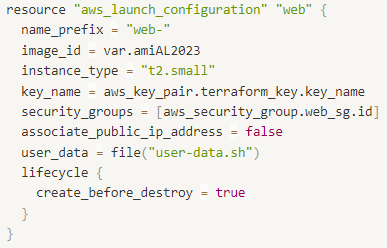 resource "aws_launch_configuration" "web" {
name_prefix = "web-"
image_id = var.amiAL2023
instance_type = "t2.small"
key_name = aws_key_pair.terraform_key.key_name
security_groups = [aws_security_group.web_sg.id]
associate_public_ip_address = false
user_data = file("user-data.sh")
lifecycle {
create_before_destroy = true
}
}